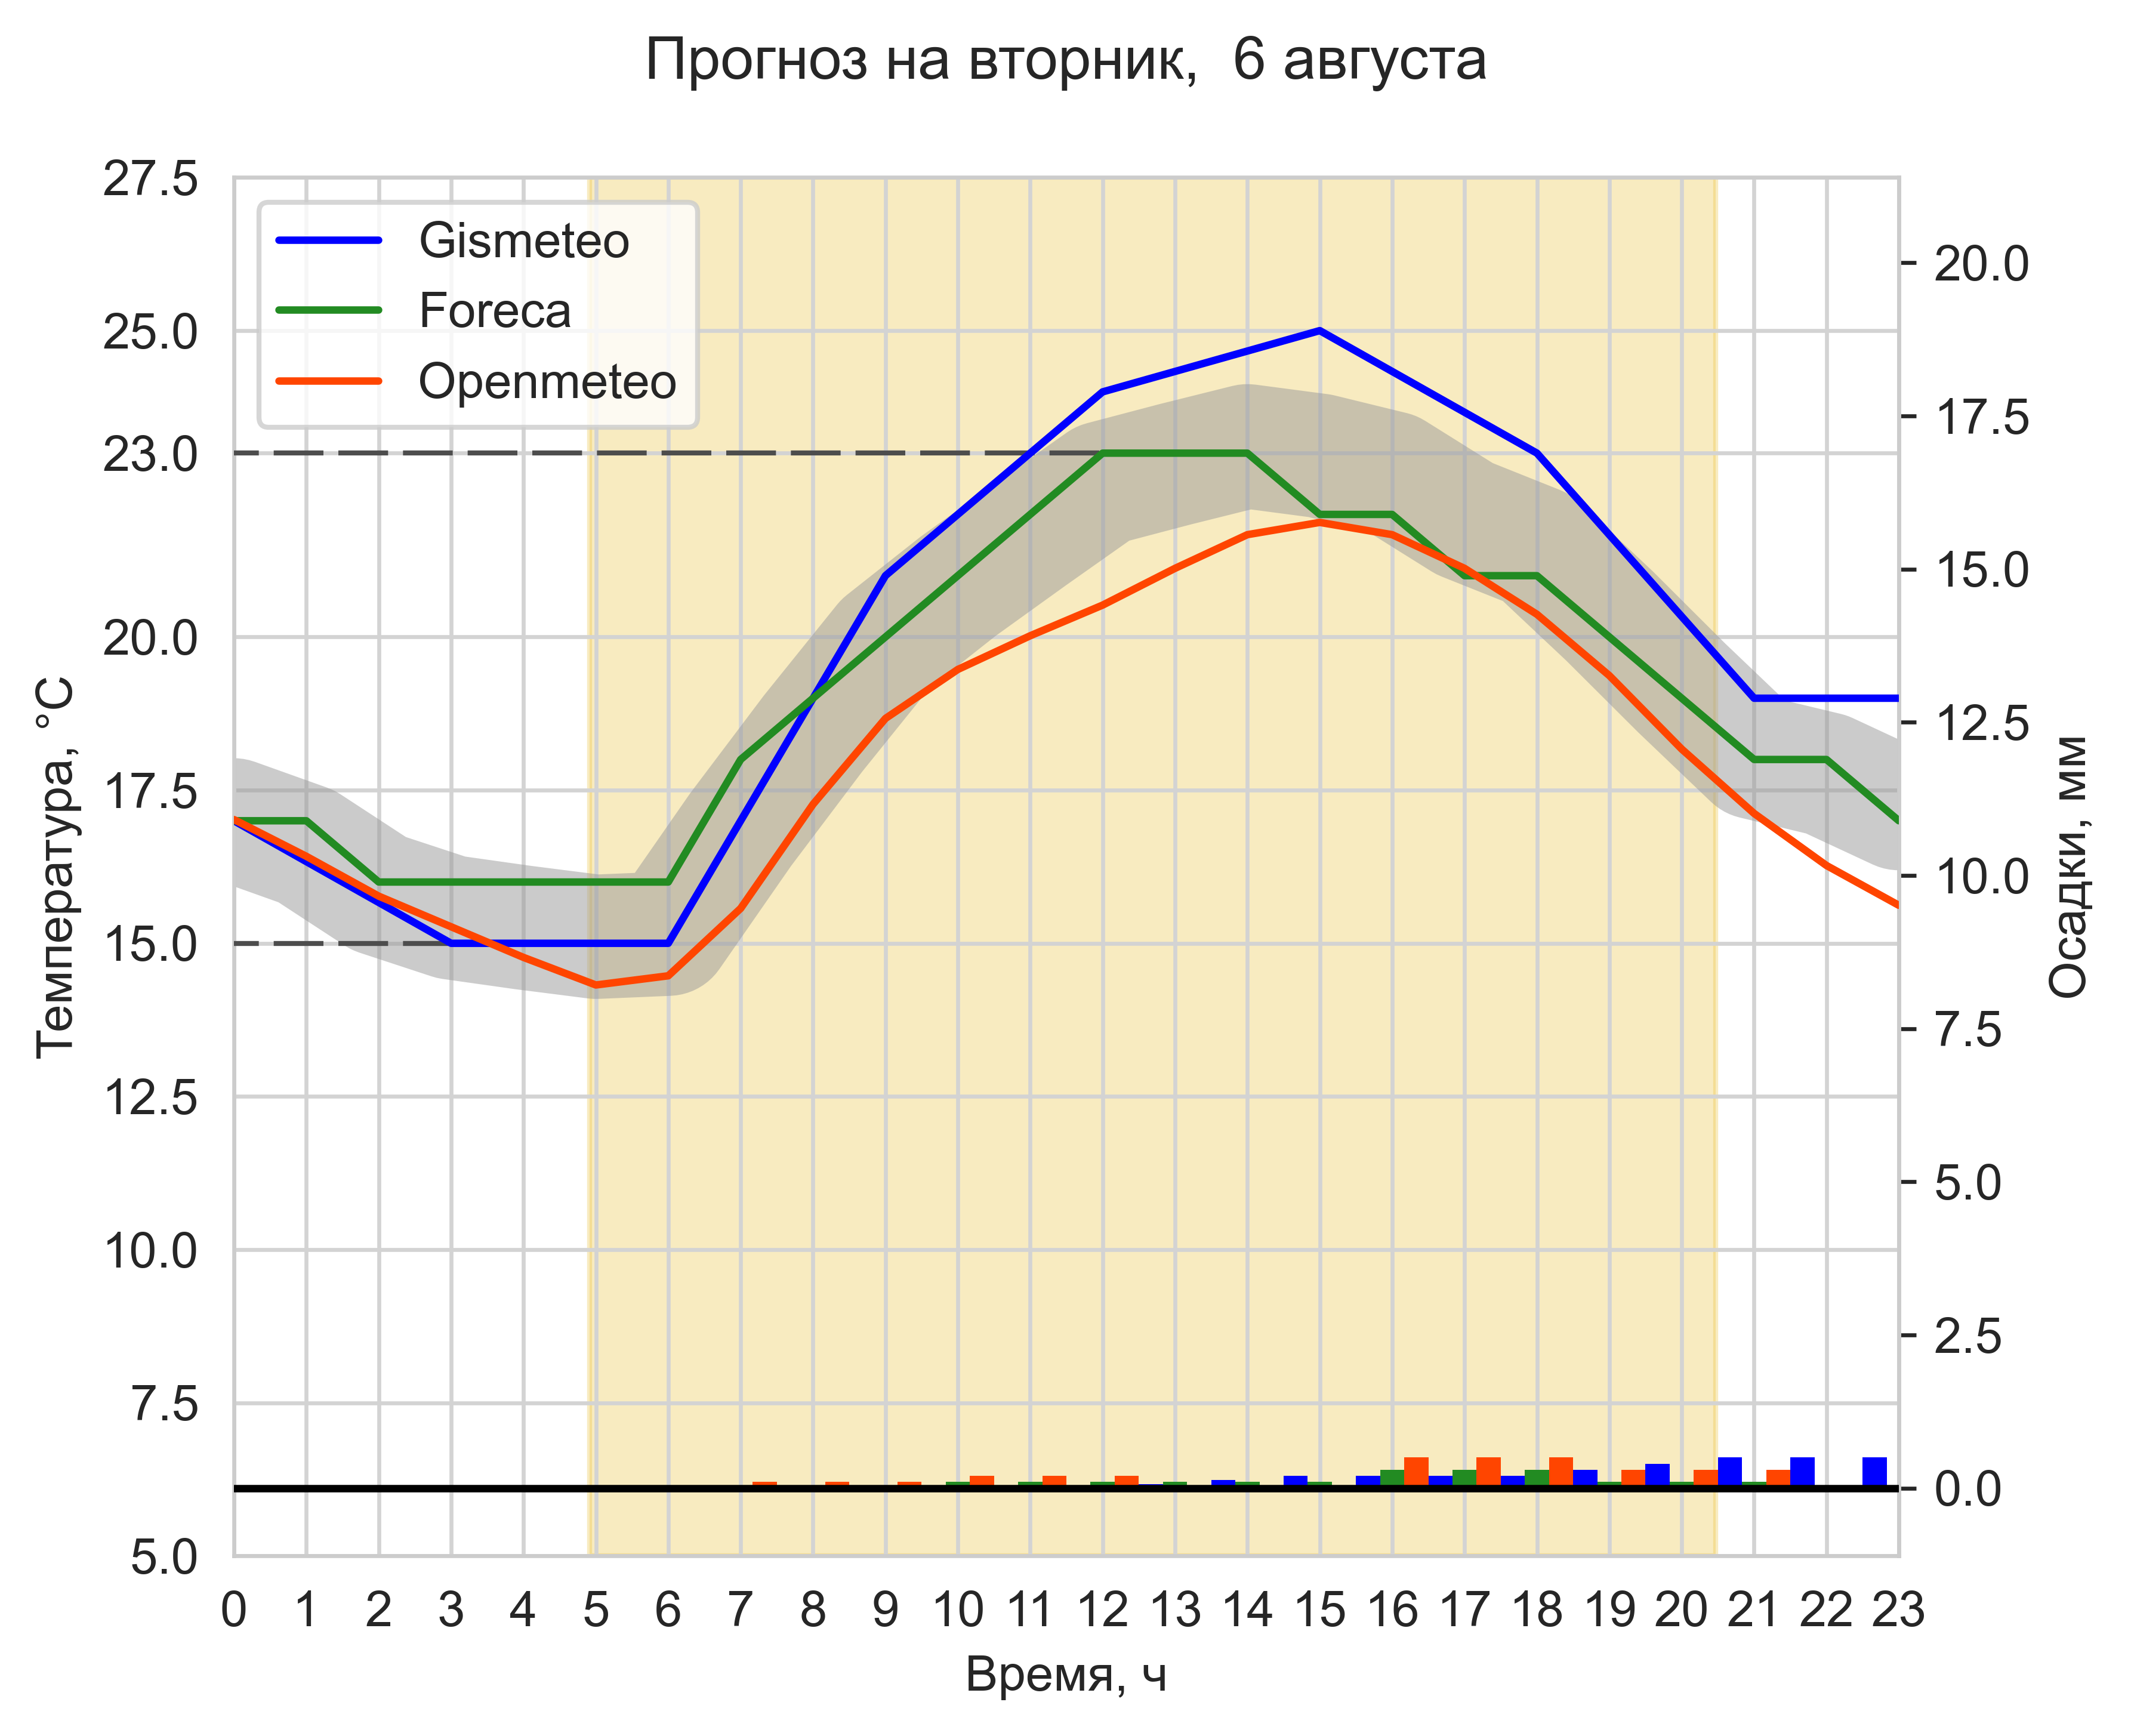 Прогноз на вторник,  6 августа
Gismeteo
Foreca
Openmeteo
27.5
25.0
23.0
20.0
17.5
15.0
12.5
10.0
7.5
5.0
Температура, °C
20.0
17.5
15.0
12.5
10.0
7.5
5.0
2.5
0.0
Осадки, мм
0 1 2 3 4 5 6 7 8 9 10 11 12 13 14 15 16 17 18 19 20 21 22 23
Время, ч